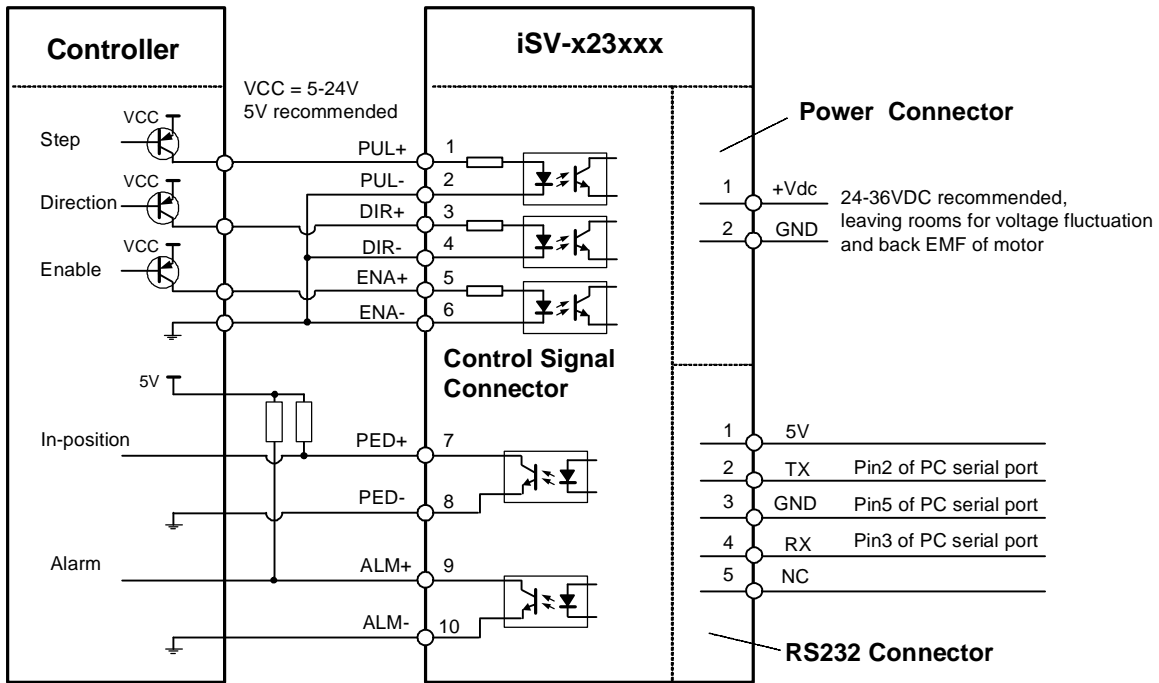 Controller
iSV-x23xxx
VCC = 5-24V
5V recommended
Power Connector
VCC
Step
PUL+
1
VCC
PUL-
2
Direction
DIR+
3
VCC
DIR-
4
Enable
ENA+
5
ENA-
6
1
+Vdc
24-36VDC recommended,
leaving rooms for voltage fluctuation
and back EMF of motor
2
GND
Control Signal
Connector
5V
In-position
PED+
7
PED-
8
Alarm
ALM+
9
ALM-
10
1
5V
2
TX
Pin2 of PC serial port
3
GND
Pin5 of PC serial port
4
RX
Pin3 of PC serial port
5
NC
RS232 Connector